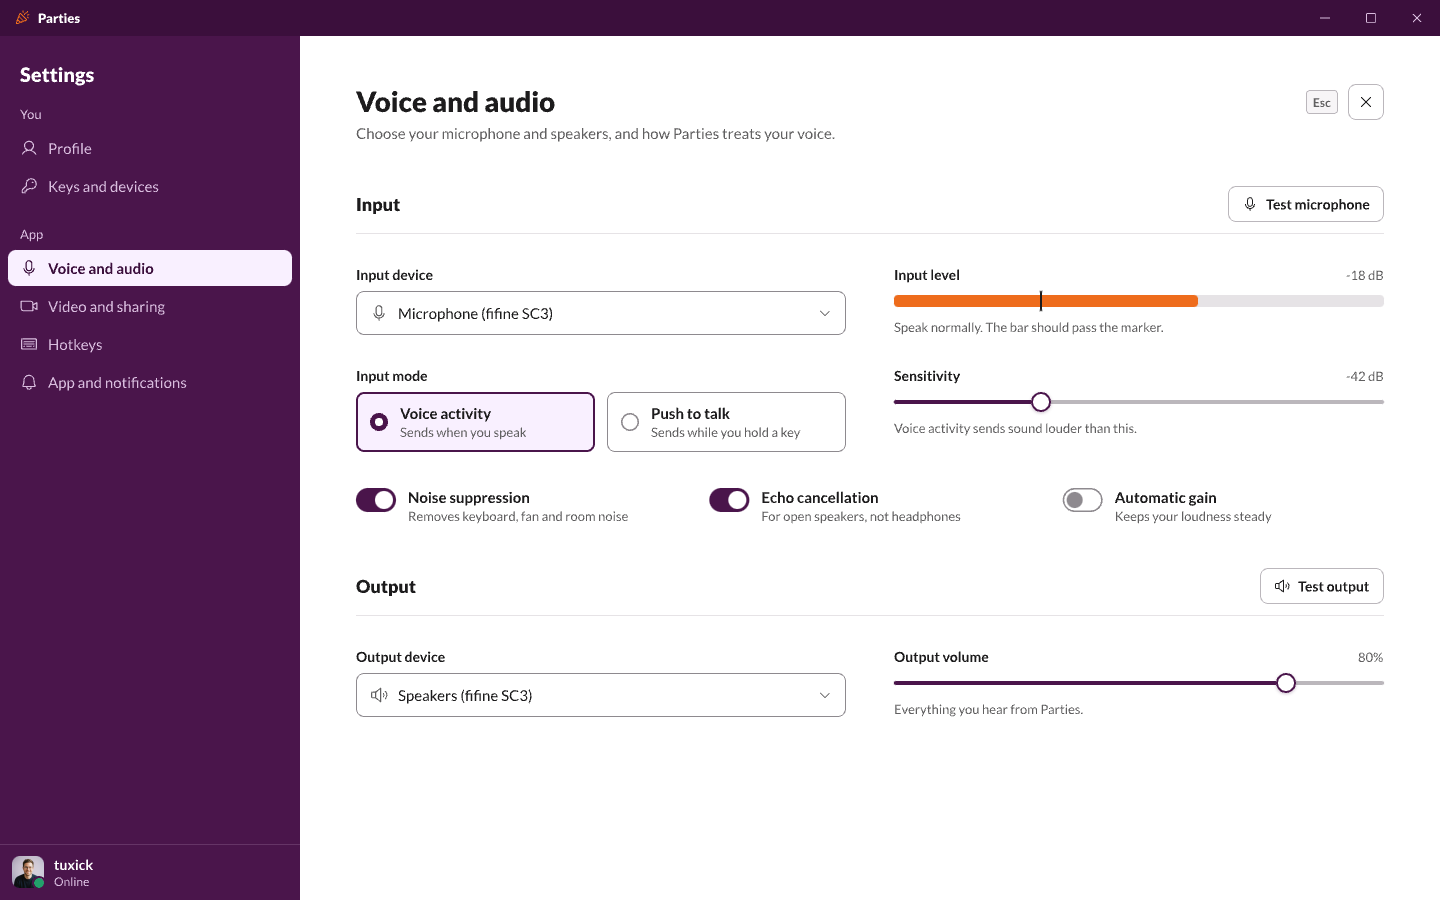 Parties
Settings
You
Profile
Keys and devices
App
Voice and audio
Video and sharing
Hotkeys
App and notifications
tuxick
Online
Voice and audio
Esc
Choose your microphone and speakers, and how Parties treats your voice.
Input
Test microphone
Input device
Microphone (fifine SC3)
Input level
-18 dB
Speak normally. The bar should pass the marker.
Input mode
Voice activity
Sends when you speak
Push to talk
Sends while you hold a key
Sensitivity
-42 dB
Voice activity sends sound louder than this.
Noise suppression
Removes keyboard, fan and room noise
Echo cancellation
For open speakers, not headphones
Automatic gain
Keeps your loudness steady
Output
Test output
Output device
Speakers (fifine SC3)
Output volume
80%
Everything you hear from Parties.